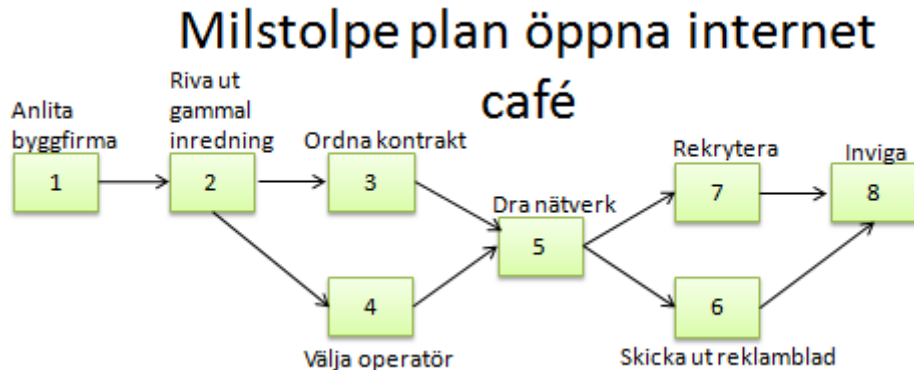 Milstolpe plan öppna internet
café
Anlita
byggfirma
1
Riva ut
gammal
inredning
2
Ordna kontrakt
3
4
Välja operatör
Dra nätverk
5
Rekrytera
7
6
Skicka ut reklamblad
Inviga
8